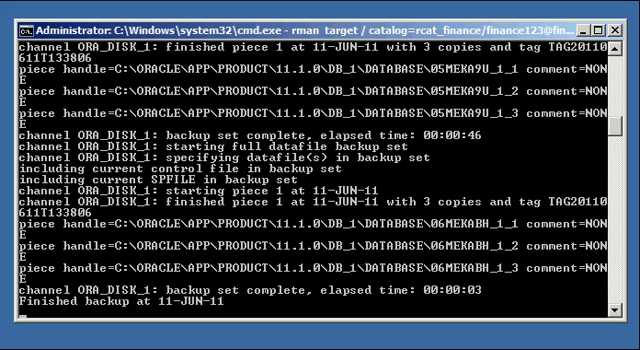 Administrator: C:\Windows\system32\cmd.exe - rman target / catalog=rcat_finance/finance123@fin...
channel ORA_DISK_1: finished piece 1 at 11-JUN-11 with 3 copies and tag TAG20110
611T133806
piece handle=C:\ORACLE\APP\PRODUCT\11.1.0\DB_1\DATABASE\05MEKA9U_1_1 comment=NON
E
piece handle=C:\ORACLE\APP\PRODUCT\11.1.0\DB_1\DATABASE\05MEKA9U_1_2 comment=NON
E
piece handle=C:\ORACLE\APP\PRODUCT\11.1.0\DB_1\DATABASE\05MEKA9U_1_3 comment=NON
E
channel ORA_DISK_1: backup set complete, elapsed time: 00:00:46
channel ORA_DISK_1: starting full datafile backup set
channel ORA_DISK_1: specifying datafile(s) in backup set
including current control file in backup set
including current SPFILE in backup set
channel ORA_DISK_1: starting piece 1 at 11-JUN-11
channel ORA_DISK_1: finished piece 1 at 11-JUN-11 with 3 copies and tag TAG20110
611T133806
piece handle=C:\ORACLE\APP\PRODUCT\11.1.0\DB_1\DATABASE\06MEKABH_1_1 comment=NON
E
piece handle=C:\ORACLE\APP\PRODUCT\11.1.0\DB_1\DATABASE\06MEKABH_1_2 comment=NON
E
piece handle=C:\ORACLE\APP\PRODUCT\11.1.0\DB_1\DATABASE\06MEKABH_1_3 comment=NON
E
channel ORA_DISK_1: backup set complete, elapsed time: 00:00:03
Finished backup at 11-JUN-11